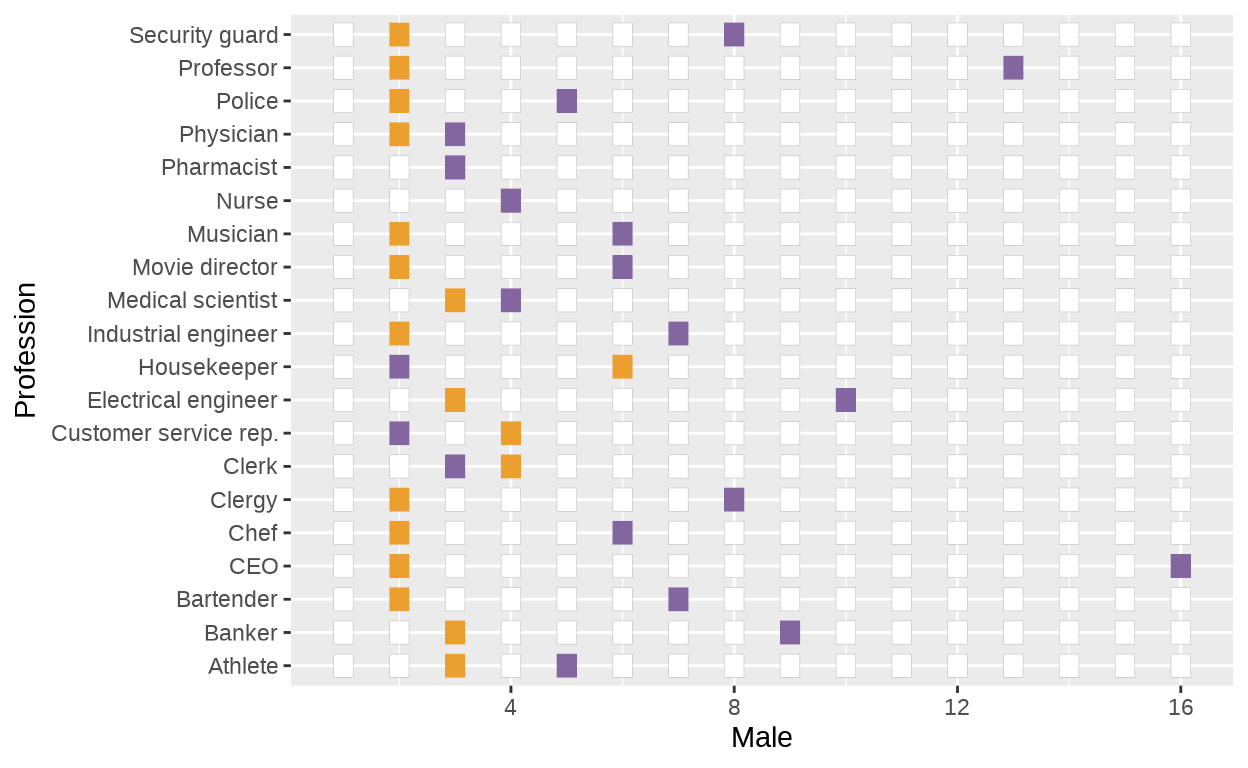 Security guard
Professor
Police
Physician
Pharmacist
Nurse
Musician
Movie director
Medical scientist
Industrial engineer
Housekeeper
Electrical engineer
Customer service rep.
Clerk
Clergy
Chef
CEO
Bartender
Banker
Athlete
Profession
4 8 12 16
Male